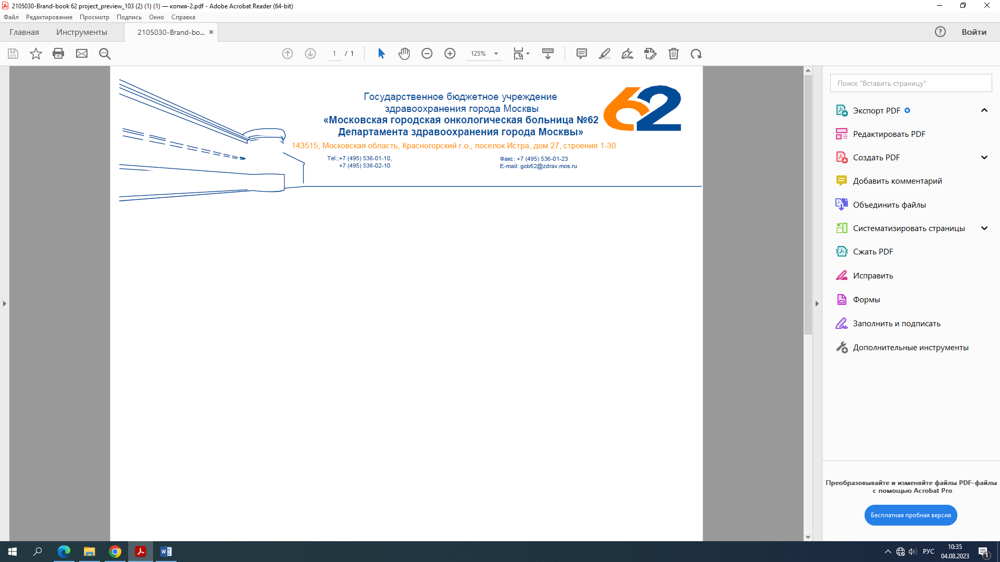 2105030-Brand-book 62 project_preview_103 (2) (1) (1) — копия-2.pdf - Adobe Acrobat Reader (64-bit)
Файл Редактирование Просмотр Подпись Окно Справка
Главная Инструменты 2105030-Brand-bo... × ? Войти
1 / 1 125%
Государственное бюджетное учреждение
здравоохранения города Москвы
«Московская городская онкологическая больница №62
Департамента здравоохранения города Москвы»
62
143515, Московская область, Красногорский г.о., поселок Истра, дом 27, строения 1-30
Tel.:+7 (495) 536-01-10,
+7 (495) 536-02-10
Факс: +7 (495) 536-01-23
E-mail: gob62@zdrav.mos.ru
Поиск "Вставить страницу"
Экспорт PDF
Редактировать PDF
Создать PDF
Добавить комментарий
Объединить файлы
Систематизировать страницы
Сжать PDF
Исправить
Формы
Заполнить и подписать
Дополнительные инструменты
Преобразовывайте и изменяйте файлы PDF-файлы
с помощью Acrobat Pro
Бесплатная пробная версия
РУС
10:35
04.08.2023
1